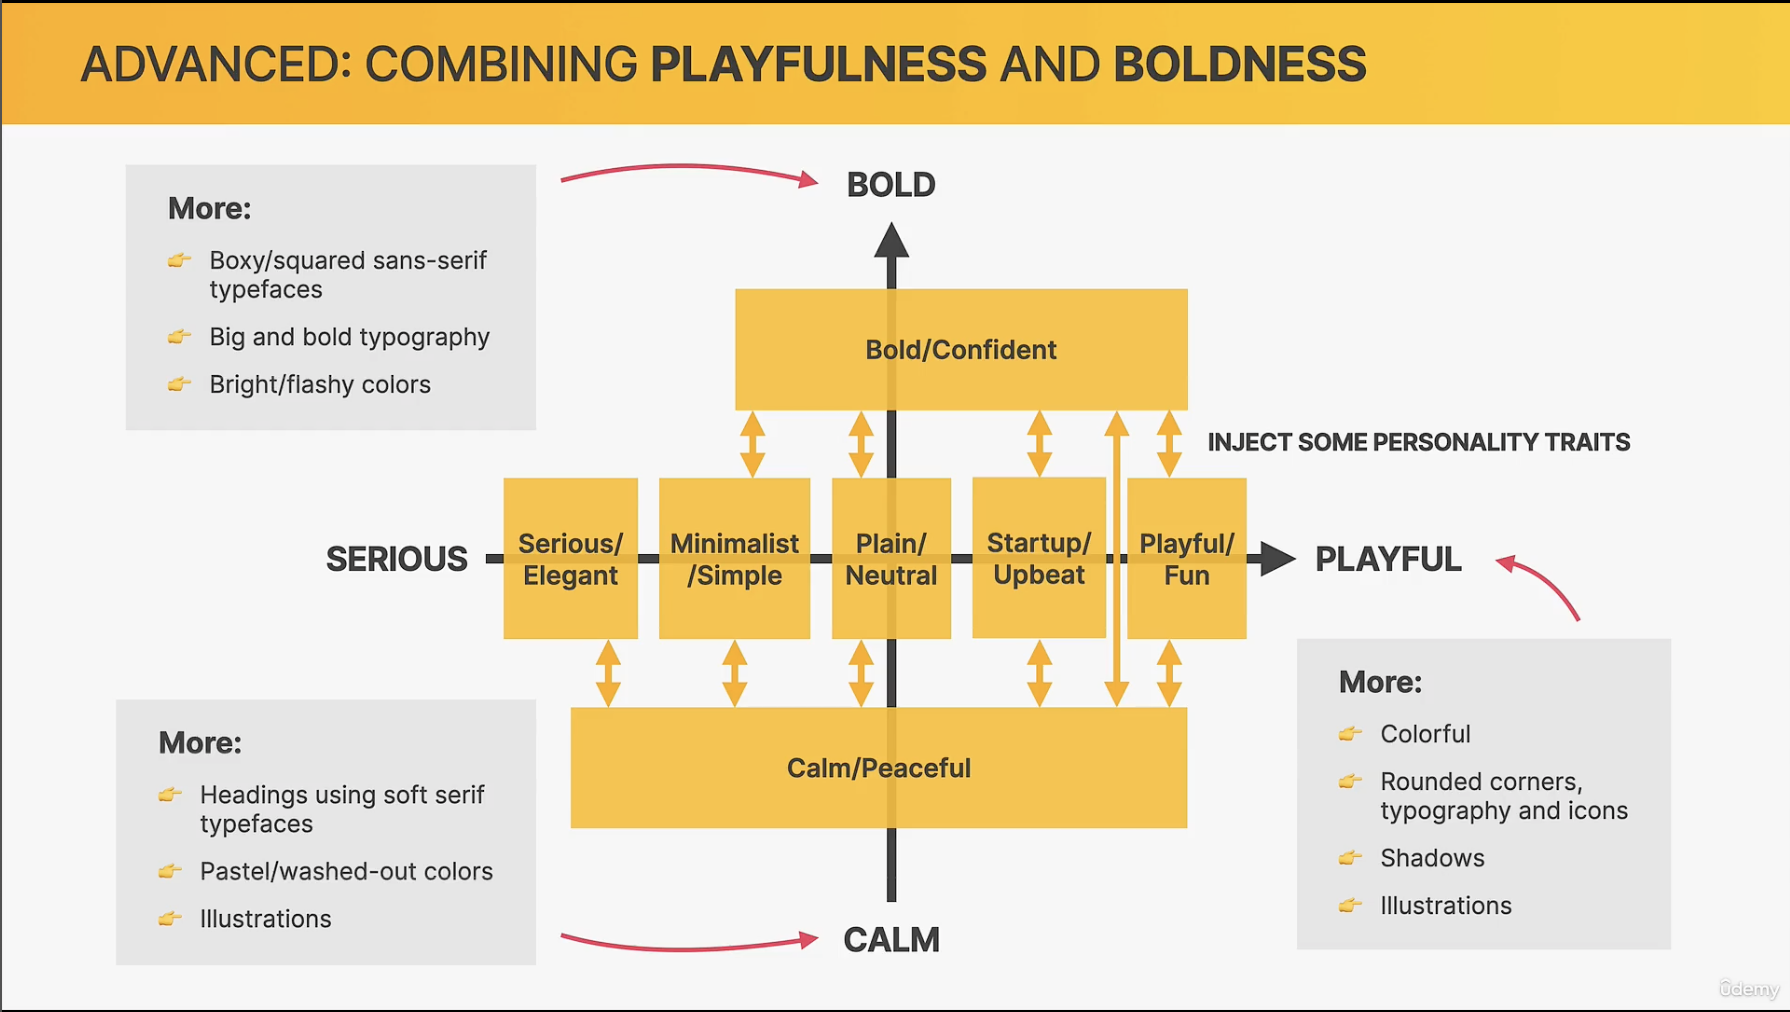 ADVANCED: COMBINING PLAYFULNESS AND BOLDNESS
More:
Boxy/squared sans-serif
typefaces
Big and bold typography
Bright/flashy colors
BOLD
Bold/Confident
INJECT SOME PERSONALITY TRAITS
SERIOUS
Serious/
Elegant
Minimalist
/Simple
Plain/
Neutral
Startup/
Upbeat
Playful/
Fun
PLAYFUL
More:
Headings using soft serif
typefaces
Pastel/washed-out colors
Illustrations
Calm/Peaceful
CALM
More:
Colorful
Rounded corners,
typography and icons
Shadows
Illustrations
ûdemy